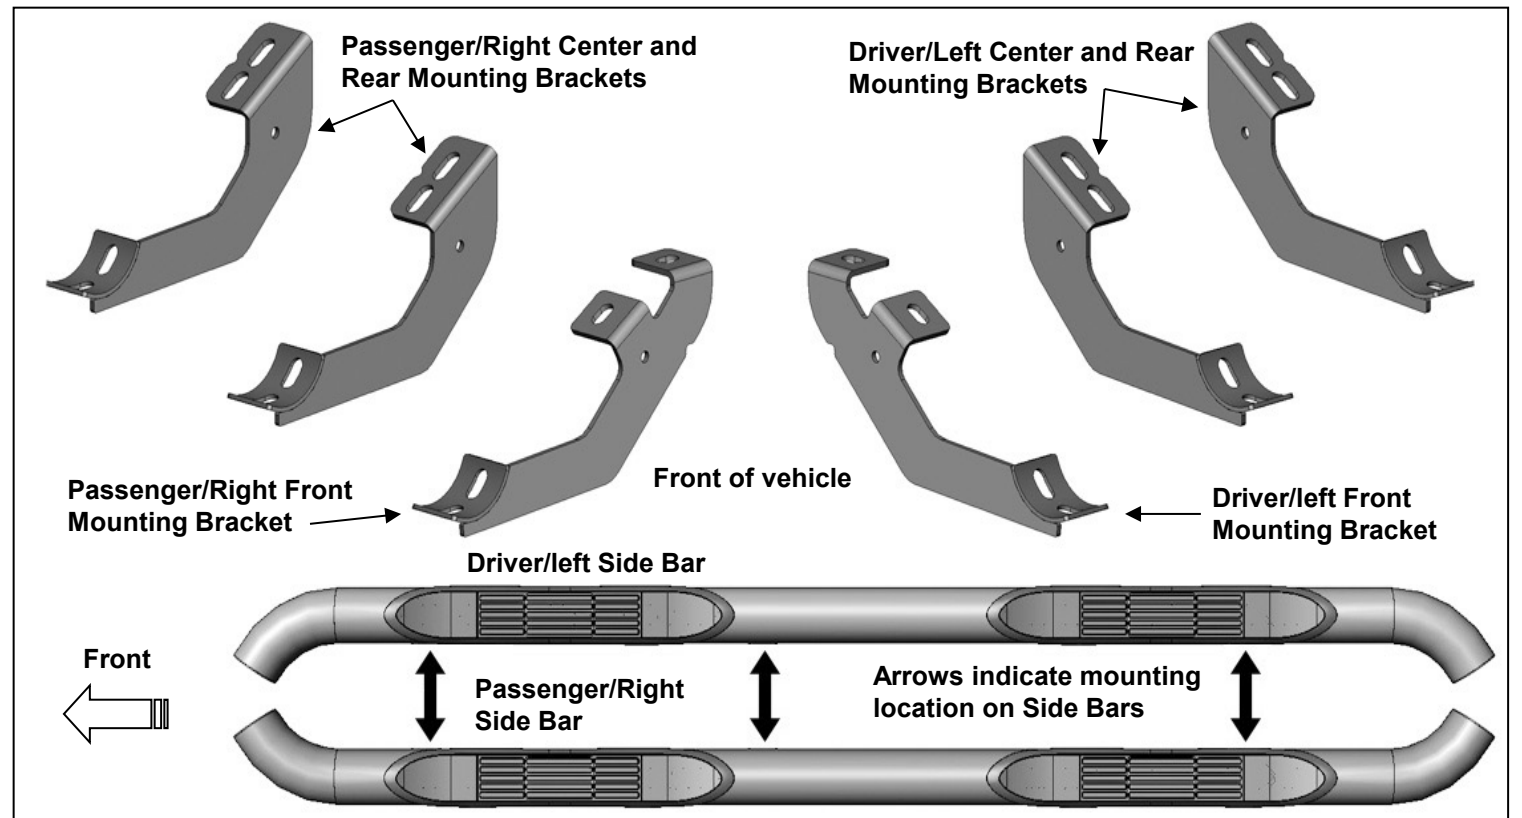 Passenger/Right Center and
Rear Mounting Brackets
Driver/Left Center and Rear
Mounting Brackets
Passenger/Right Front
Mounting Bracket
Front of vehicle
Driver/left Front
Mounting Bracket
Driver/left Side Bar
Front
Passenger/Right
Side Bar
Arrows indicate mounting
location on Side Bars